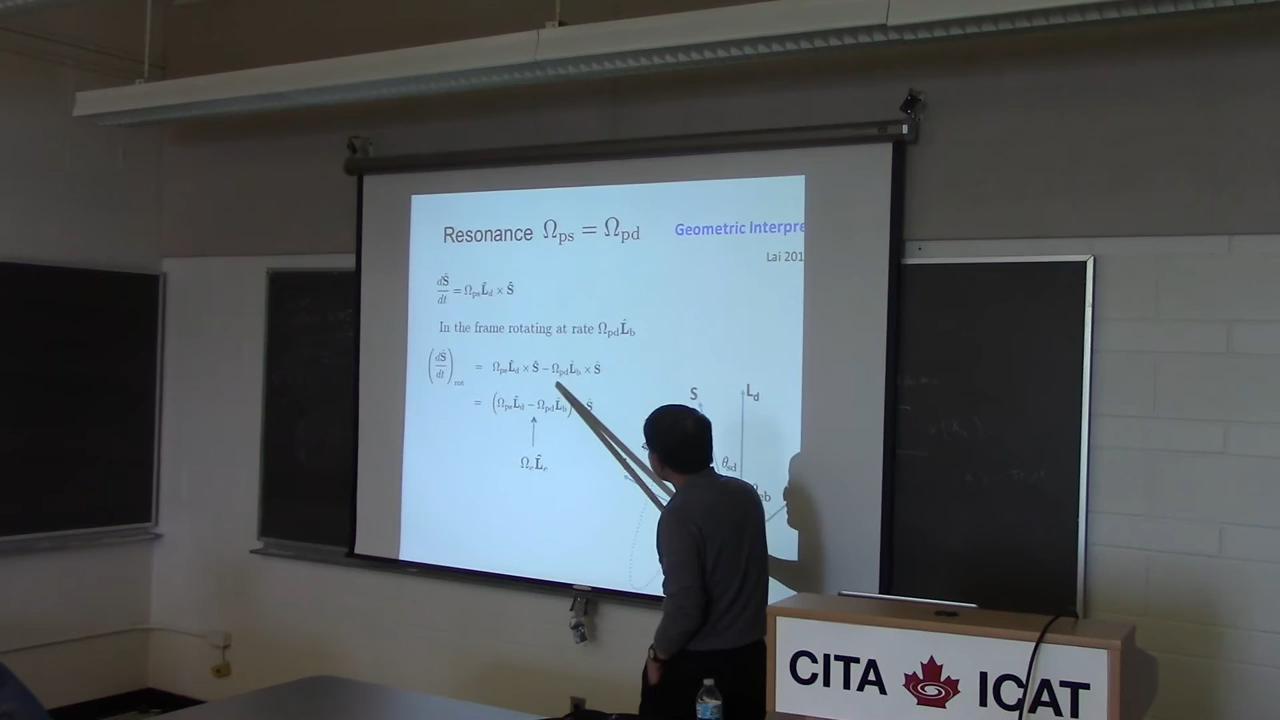 Resonance Ω_ps = Ω_pd
Geometric Interpre
Lai 201
dŜ/dt = Ω_ps L̂_d × Ŝ
In the frame rotating at rate Ω_pd L̂_b
(dŜ/dt)_rot = Ω_ps L̂_d × Ŝ − Ω_pd L̂_b × Ŝ
= (Ω_ps L̂_d − Ω_pd L̂_b) Ŝ
Ω_e L̂_e
S
L_d
θ_sd
CITA ICAT